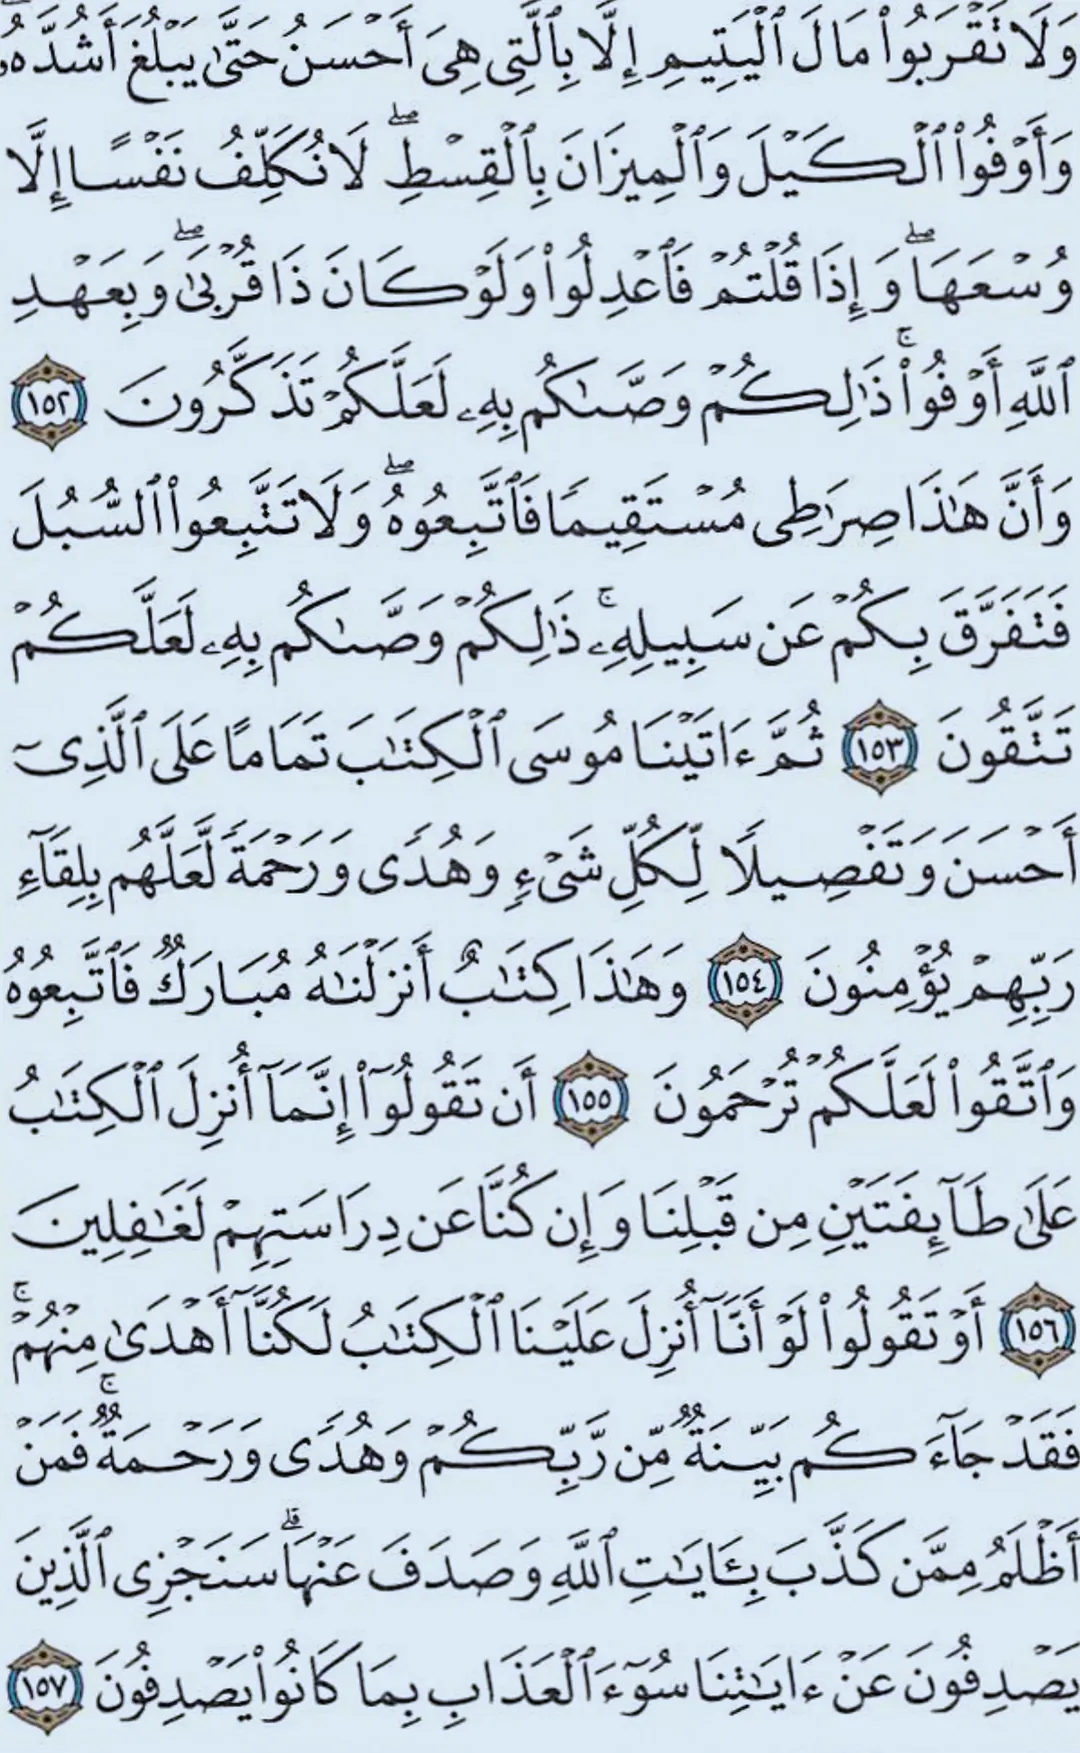 وَلَا تَقۡرَبُواْ مَالَ ٱلۡيَتِيمِ إِلَّا بِٱلَّتِي هِيَ أَحۡسَنُ حَتَّىٰ يَبۡلُغَ أَشُدَّهُۥۖ
وَأَوۡفُواْ ٱلۡكَيۡلَ وَٱلۡمِيزَانَ بِٱلۡقِسۡطِۖ لَا نُكَلِّفُ نَفۡسًا إِلَّا
وُسۡعَهَاۖ وَإِذَا قُلۡتُمۡ فَٱعۡدِلُواْ وَلَوۡ كَانَ ذَا قُرۡبَىٰۖ وَبِعَهۡدِ
ٱللَّهِ أَوۡفُواْۚ ذَٰلِكُمۡ وَصَّىٰكُم بِهِۦ لَعَلَّكُمۡ تَذَكَّرُونَ ١٥٢
وَأَنَّ هَٰذَا صِرَٰطِي مُسۡتَقِيمٗا فَٱتَّبِعُوهُۖ وَلَا تَتَّبِعُواْ ٱلسُّبُلَ
فَتَفَرَّقَ بِكُمۡ عَن سَبِيلِهِۦۚ ذَٰلِكُمۡ وَصَّىٰكُم بِهِۦ لَعَلَّكُمۡ
تَتَّقُونَ ١٥٣ ثُمَّ ءَاتَيۡنَا مُوسَى ٱلۡكِتَٰبَ تَمَامًا عَلَى ٱلَّذِيٓ
أَحۡسَنَ وَتَفۡصِيلٗا لِّكُلِّ شَيۡءٖ وَهُدٗى وَرَحۡمَةٗ لَّعَلَّهُم بِلِقَآءِ
رَبِّهِمۡ يُؤۡمِنُونَ ١٥٤ وَهَٰذَا كِتَٰبٌ أَنزَلۡنَٰهُ مُبَارَكٞ فَٱتَّبِعُوهُ
وَٱتَّقُواْ لَعَلَّكُمۡ تُرۡحَمُونَ ١٥٥ أَن تَقُولُوٓاْ إِنَّمَآ أُنزِلَ ٱلۡكِتَٰبُ
عَلَىٰ طَآئِفَتَيۡنِ مِن قَبۡلِنَا وَإِن كُنَّا عَن دِرَاسَتِهِمۡ لَغَٰفِلِينَ
١٥٦ أَوۡ تَقُولُواْ لَوۡ أَنَّآ أُنزِلَ عَلَيۡنَا ٱلۡكِتَٰبُ لَكُنَّآ أَهۡدَىٰ مِنۡهُمۡۚ
فَقَدۡ جَآءَكُم بَيِّنَةٞ مِّن رَّبِّكُمۡ وَهُدٗى وَرَحۡمَةٞۚ فَمَنۡ
أَظۡلَمُ مِمَّن كَذَّبَ بِـَٔايَٰتِ ٱللَّهِ وَصَدَفَ عَنۡهَاۗ سَنَجۡزِي ٱلَّذِينَ
يَصۡدِفُونَ عَنۡ ءَايَٰتِنَا سُوٓءَ ٱلۡعَذَابِ بِمَا كَانُواْ يَصۡدِفُونَ ١٥٧